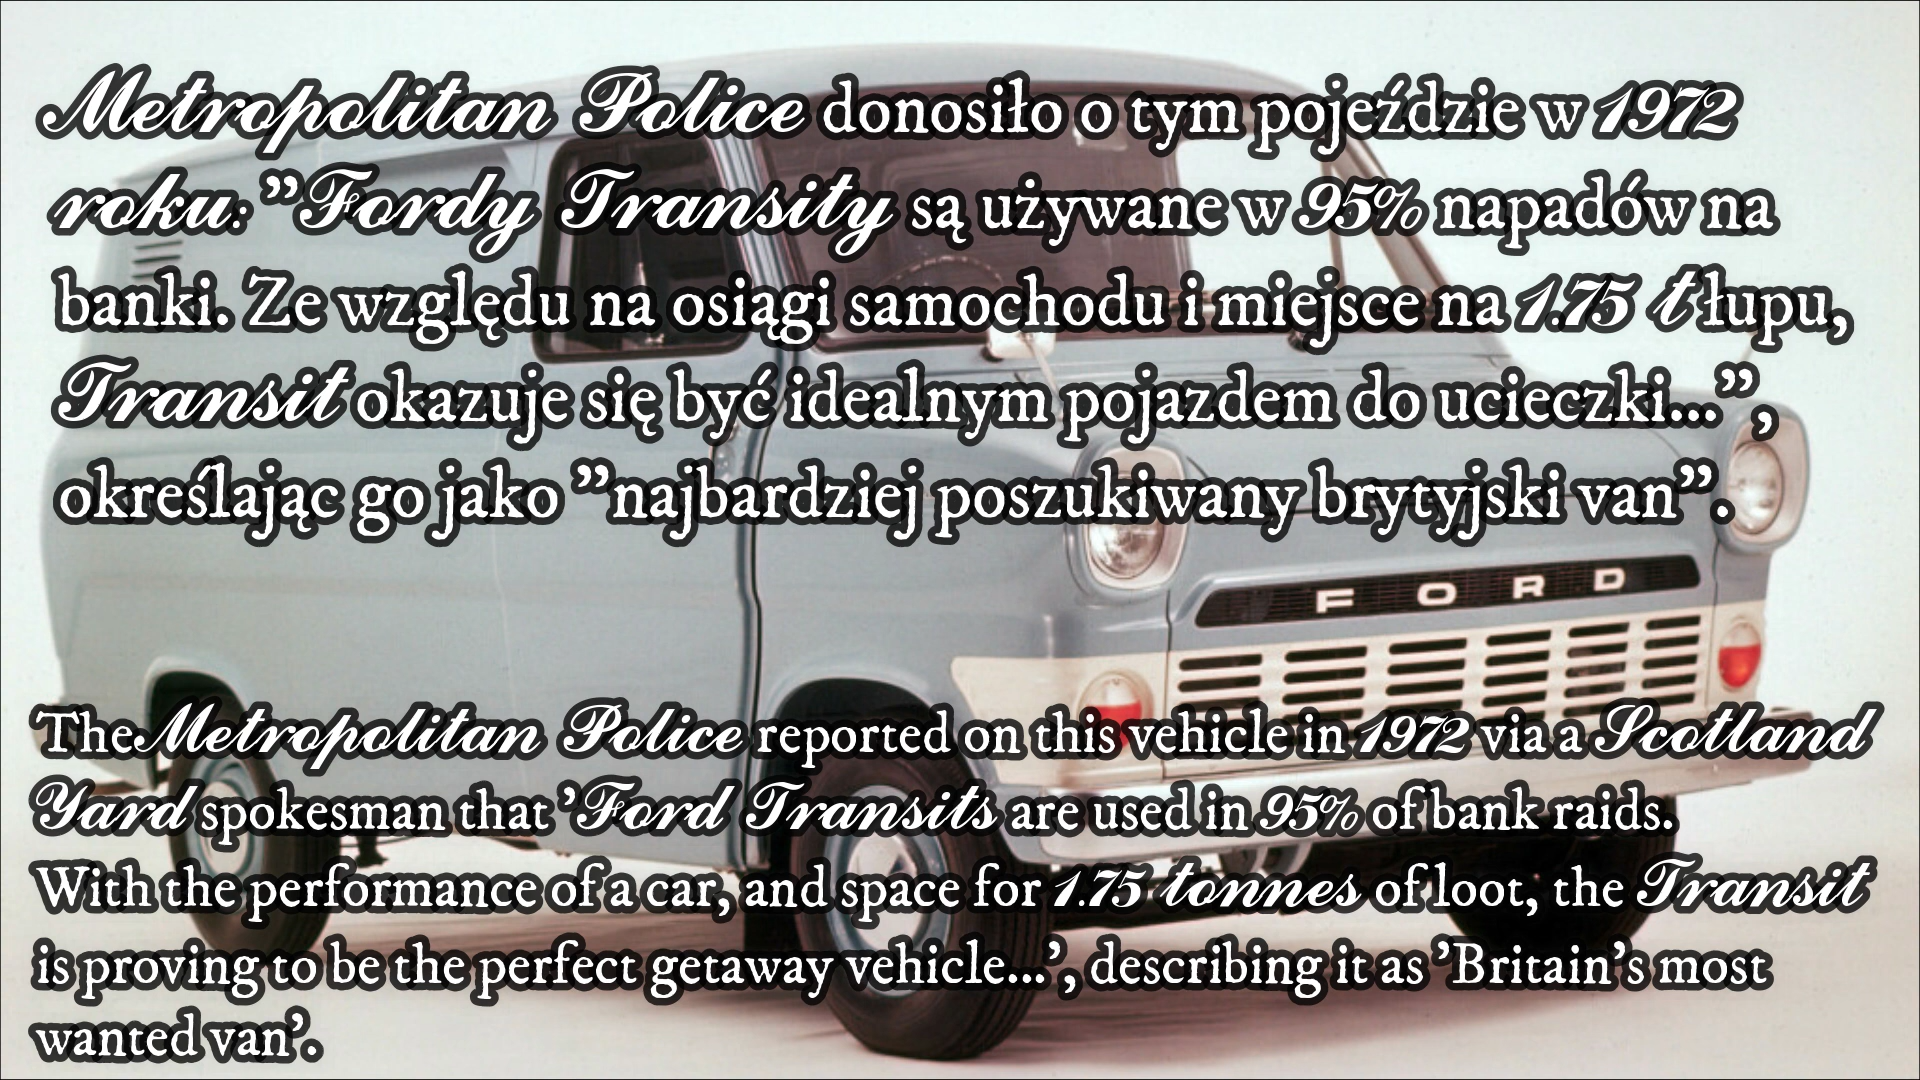 Metropolitan Police donosiło o tym pojeździe w 1972
roku: ”Fordy Transity są używane w 95% napadów na
banki. Ze względu na osiągi samochodu i miejsce na 1.75 t łupu,
Transit okazuje się być idealnym pojazdem do ucieczki...”,
określając go jako ”najbardziej poszukiwany brytyjski van”.
FORD
The Metropolitan Police reported on this vehicle in 1972 via a Scotland
Yard spokesman that ’Ford Transits are used in 95% of bank raids.
With the performance of a car, and space for 1.75 tonnes of loot, the Transit
is proving to be the perfect getaway vehicle...’, describing it as ’Britain’s most
wanted van’.